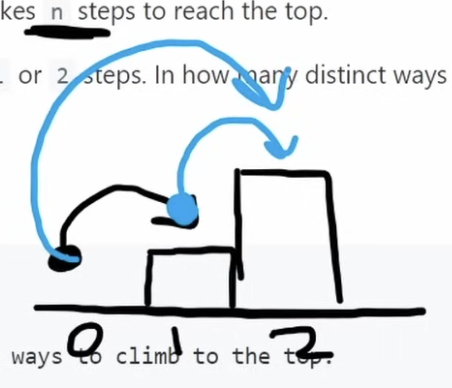 kes n steps to reach the top.
or 2 steps. In how many distinct ways
0 1 2
ways to climb to the top.